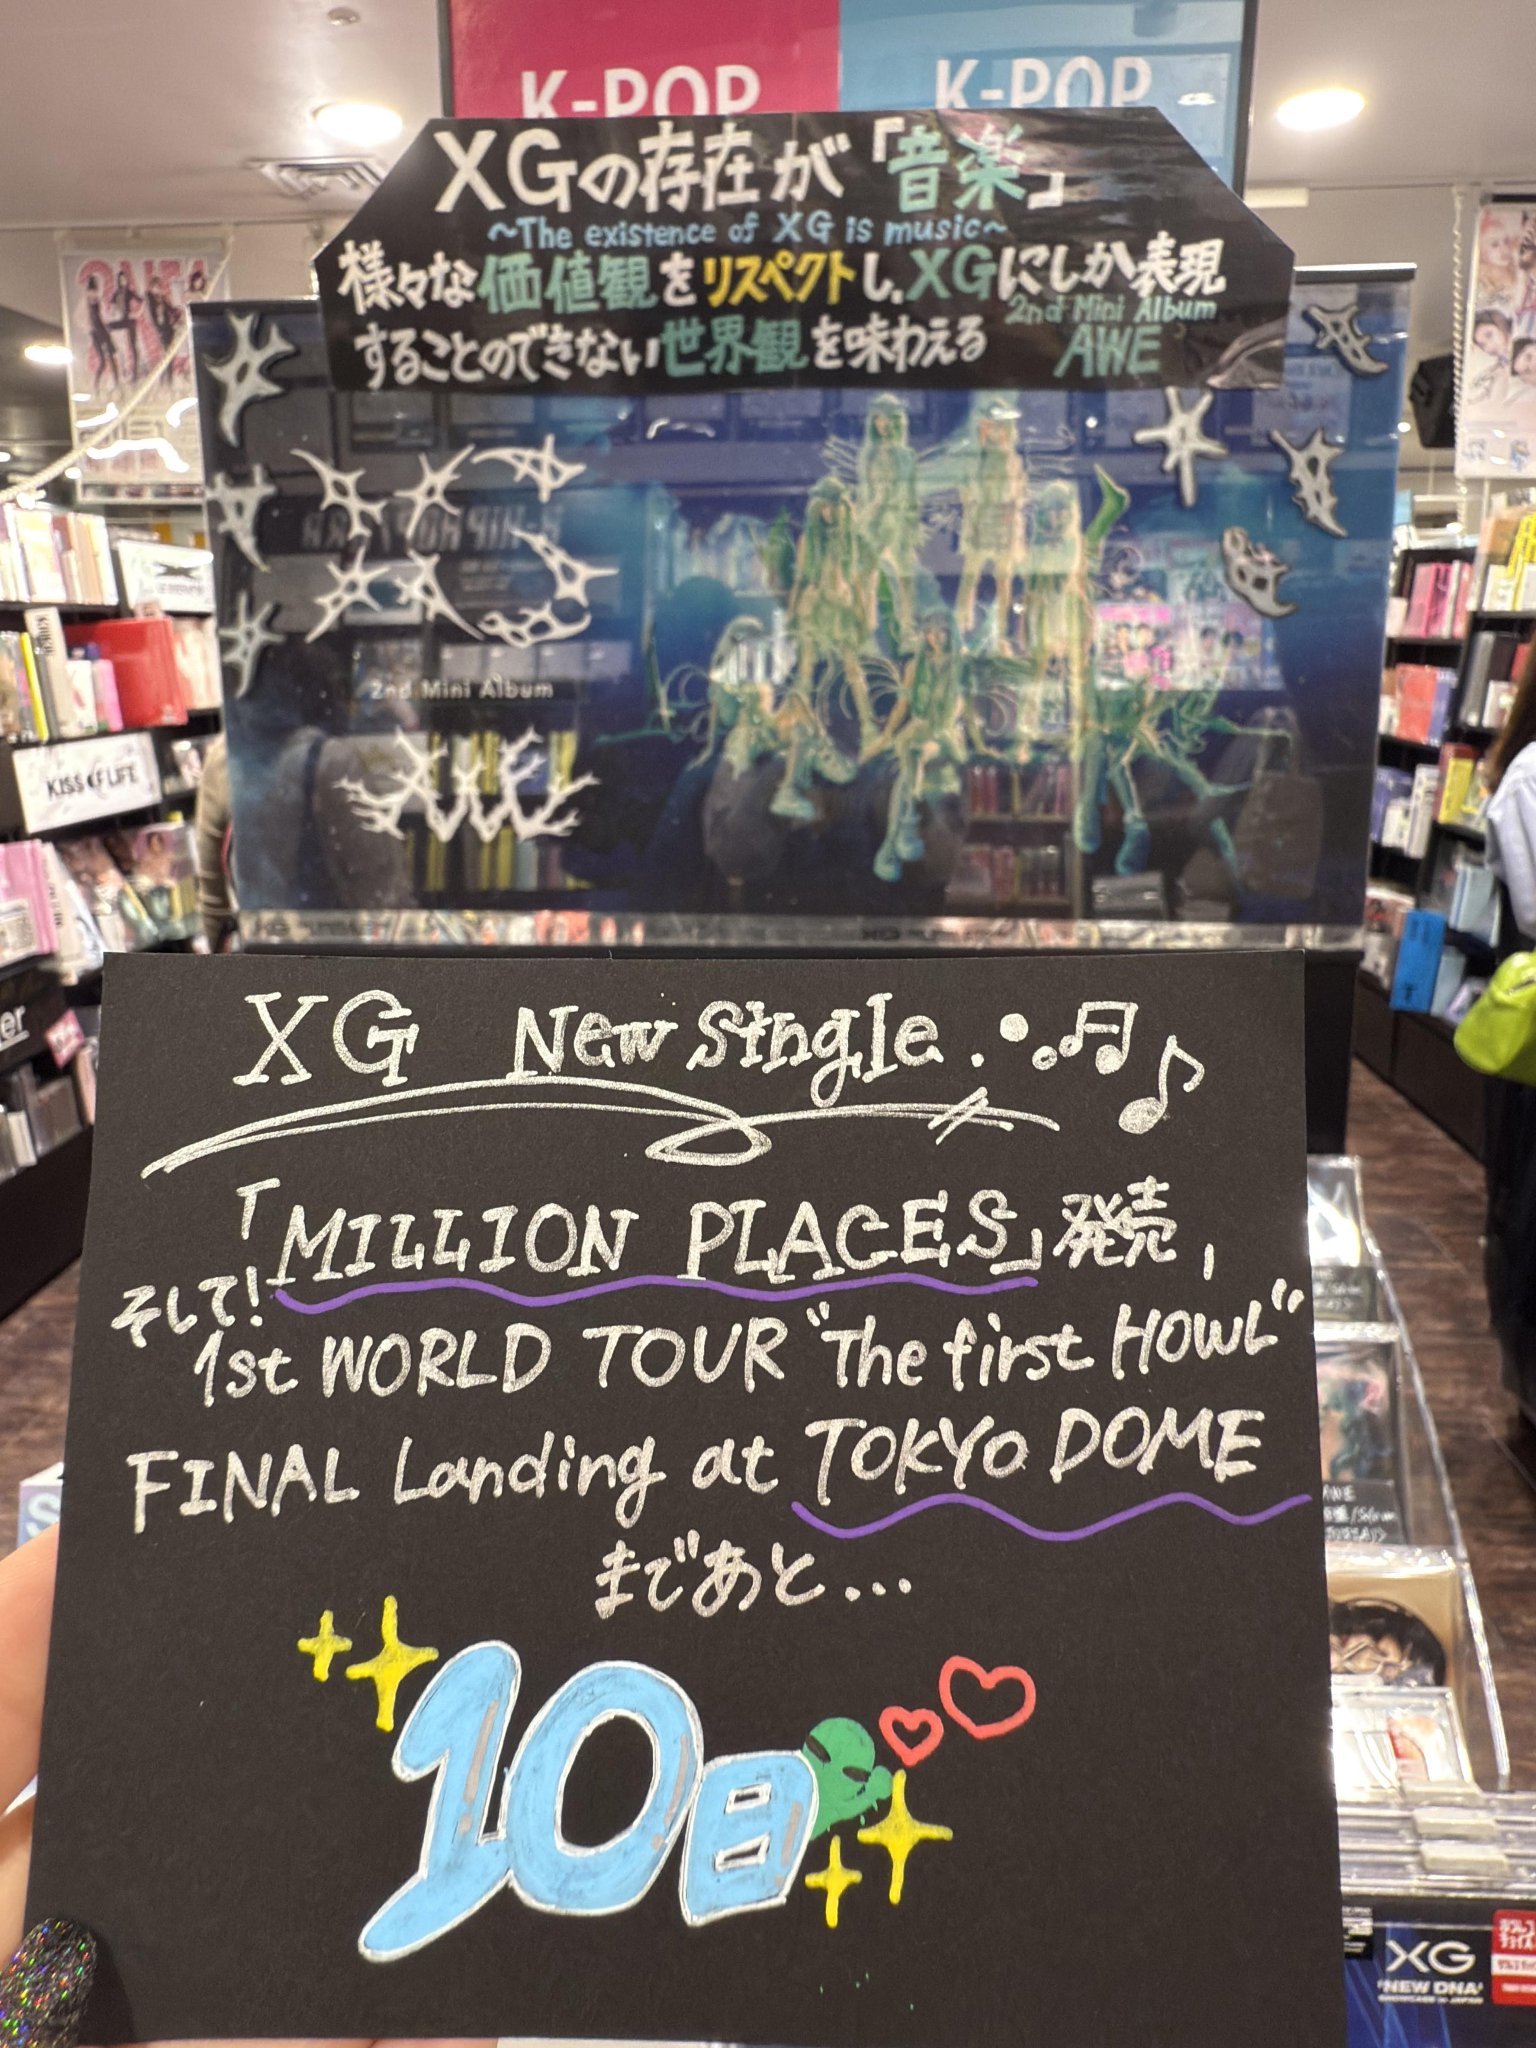 K-POP
K-POP
XGの存在が「音楽」
~The existence of XG is music~
様々な価値観をリスペクトし、XGにしか表現
することのできない世界観を味わえる
2nd Mini Album
AWE
2nd Mini Album
AWE
KISS OF LIFE
XG New Single
「MILLION PLACES」発売,
そして!
1st WORLD TOUR "The first HOWL"
FINAL Landing at TOKYO DOME
まであと...
10日
XG
'NEW DNA'